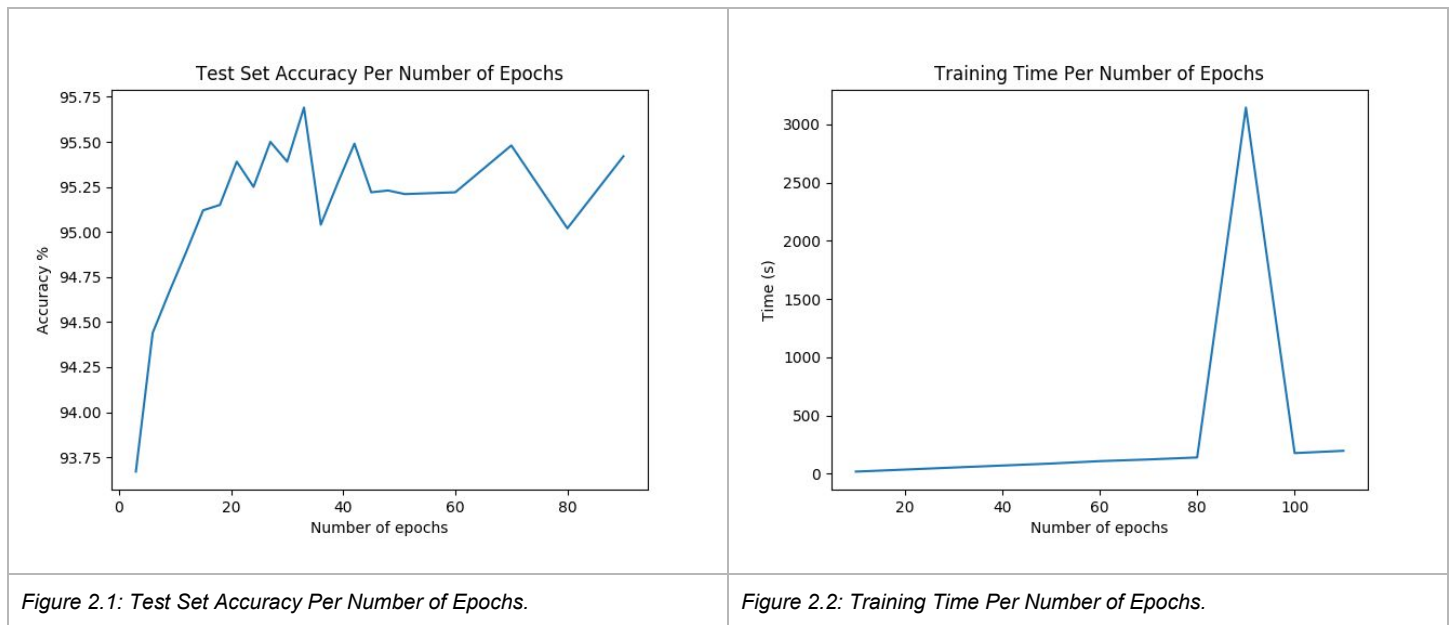 Test Set Accuracy Per Number of Epochs
95.75
95.50
95.25
95.00
94.75
94.50
94.25
94.00
93.75
Accuracy %
0 20 40 60 80
Number of epochs
Figure 2.1: Test Set Accuracy Per Number of Epochs.
Training Time Per Number of Epochs
3000
2500
2000
1500
1000
500
0
Time (s)
20 40 60 80 100
Number of epochs
Figure 2.2: Training Time Per Number of Epochs.